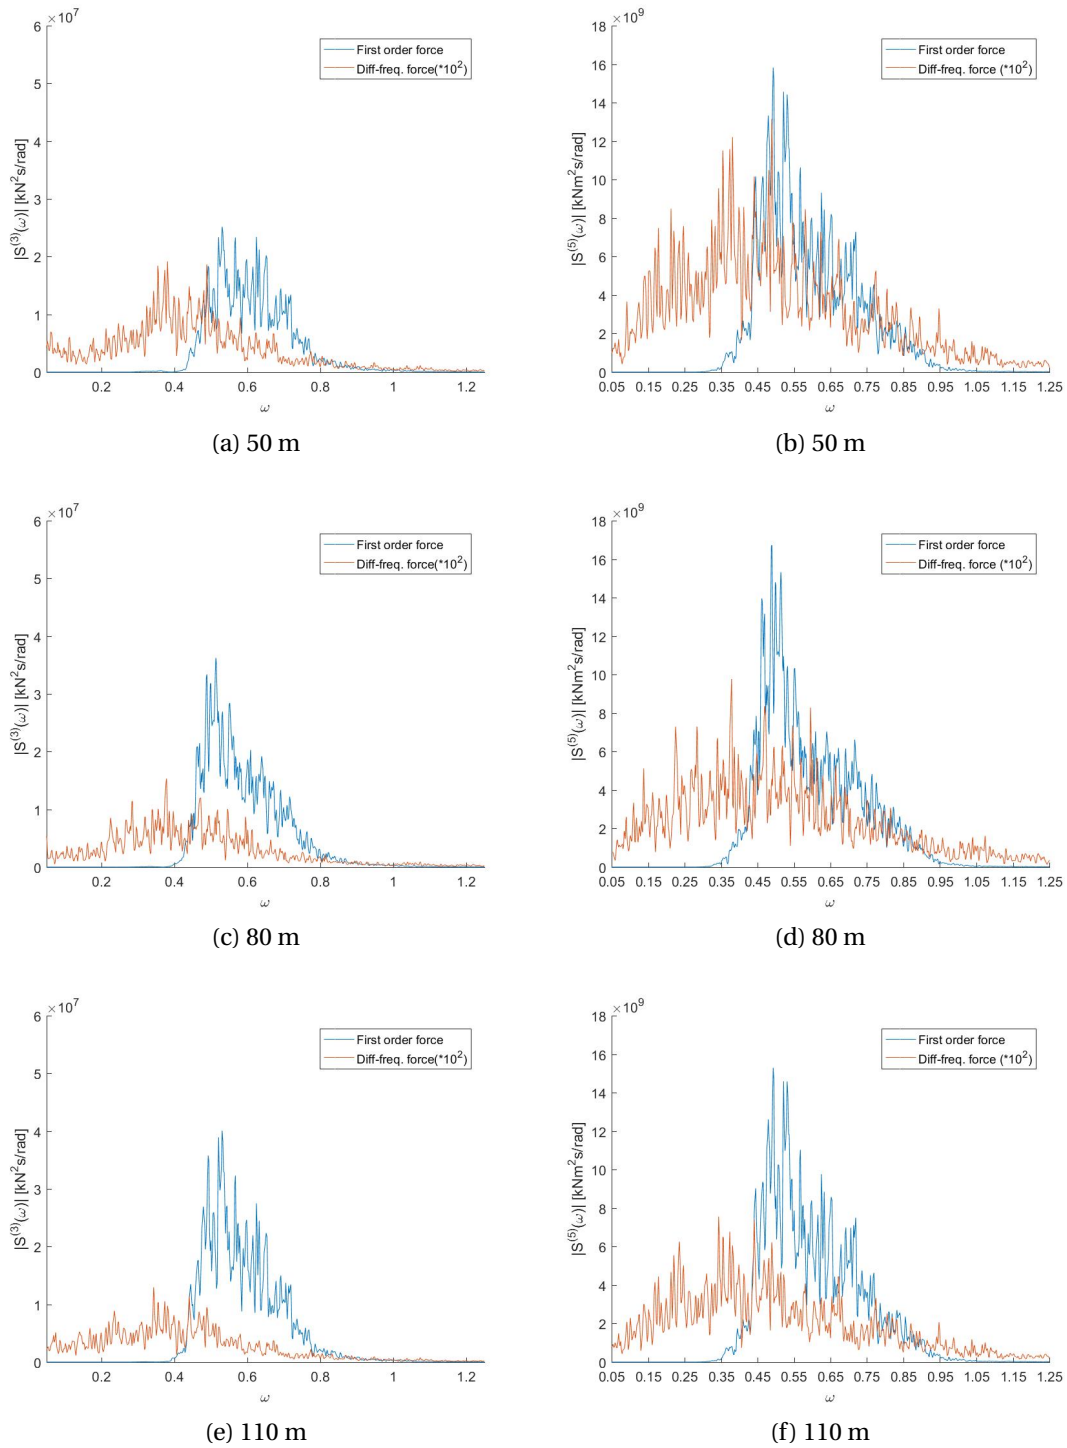 ×10^7
6
5
4
3
2
1
0
|S^(3)(ω)| [kN^2s/rad]
First order force
Diff-freq. force(*10^2)
0.2 0.4 0.6 0.8 1 1.2
ω
(a) 50 m
×10^9
18
16
14
12
10
8
6
4
2
0
|S^(5)(ω)| [kNm^2s/rad]
First order force
Diff-freq. force (*10^2)
0.05 0.15 0.25 0.35 0.45 0.55 0.65 0.75 0.85 0.95 1.05 1.15 1.25
ω
(b) 50 m
×10^7
6
5
4
3
2
1
0
|S^(3)(ω)| [kN^2s/rad]
First order force
Diff-freq. force(*10^2)
0.2 0.4 0.6 0.8 1 1.2
ω
(c) 80 m
×10^9
18
16
14
12
10
8
6
4
2
0
|S^(5)(ω)| [kNm^2s/rad]
First order force
Diff-freq. force (*10^2)
0.05 0.15 0.25 0.35 0.45 0.55 0.65 0.75 0.85 0.95 1.05 1.15 1.25
ω
(d) 80 m
×10^7
6
5
4
3
2
1
0
|S^(3)(ω)| [kN^2s/rad]
First order force
Diff-freq. force(*10^2)
0.2 0.4 0.6 0.8 1 1.2
ω
(e) 110 m
×10^9
18
16
14
12
10
8
6
4
2
0
|S^(5)(ω)| [kNm^2s/rad]
First order force
Diff-freq. force (*10^2)
0.05 0.15 0.25 0.35 0.45 0.55 0.65 0.75 0.85 0.95 1.05 1.15 1.25
ω
(f) 110 m